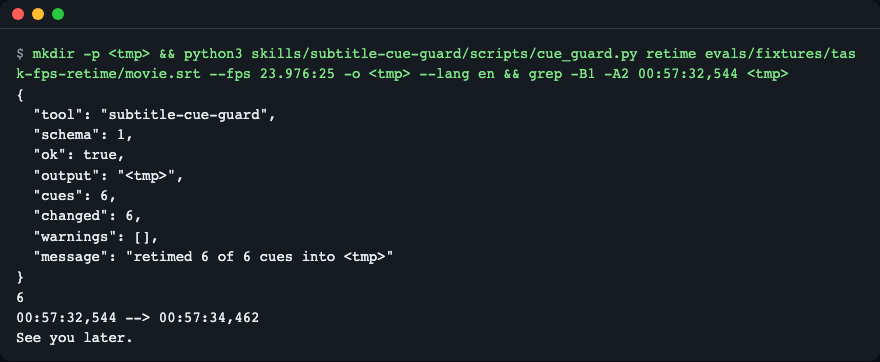 $ mkdir -p <tmp> && python3 skills/subtitle-cue-guard/scripts/cue_guard.py retime evals/fixtures/tas
k-fps-retime/movie.srt --fps 23.976:25 -o <tmp> --lang en && grep -B1 -A2 00:57:32,544 <tmp>
{
  "tool": "subtitle-cue-guard",
  "schema": 1,
  "ok": true,
  "output": "<tmp>",
  "cues": 6,
  "changed": 6,
  "warnings": [],
  "message": "retimed 6 of 6 cues into <tmp>"
}
6
00:57:32,544 --> 00:57:34,462
See you later.